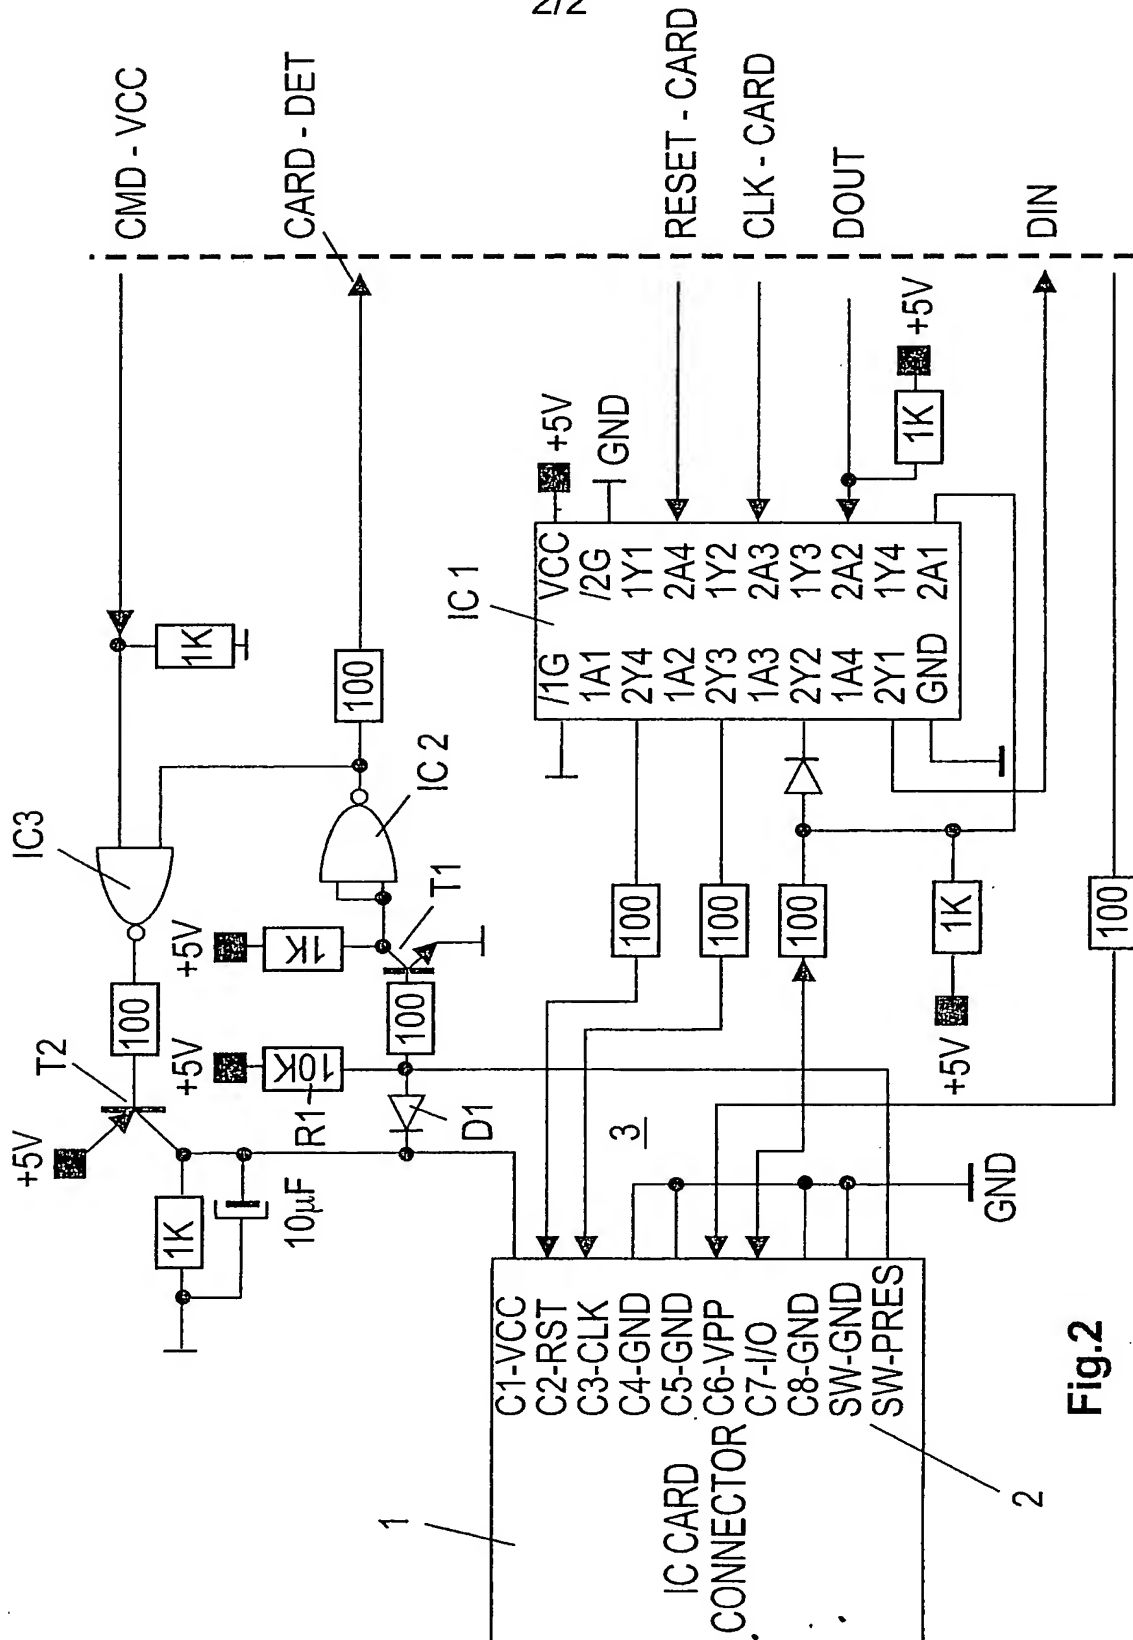 2/2
CMD - VCC
CARD - DET
RESET - CARD
CLK - CARD
DOUT
DIN
IC3
1K
100
IC 2
T1
+5V
1K
100
T2
+5V
100
+5V
10K
R1
D1
1K
10µF
3
IC 1
+5V
GND
/1G VCC
1A1 /2G
2Y4 1Y1
1A2 2A4
2Y3 1Y2
1A3 2A3
2Y2 1Y3
1A4 2A2
2Y1 1Y4
GND 2A1
+5V
1K
100
100
100
1K
+5V
100
GND
C1-VCC
C2-RST
C3-CLK
C4-GND
C5-GND
C6-VPP
C7-I/O
C8-GND
SW-GND
SW-PRES
IC CARD
CONNECTOR
1
2
Fig.2